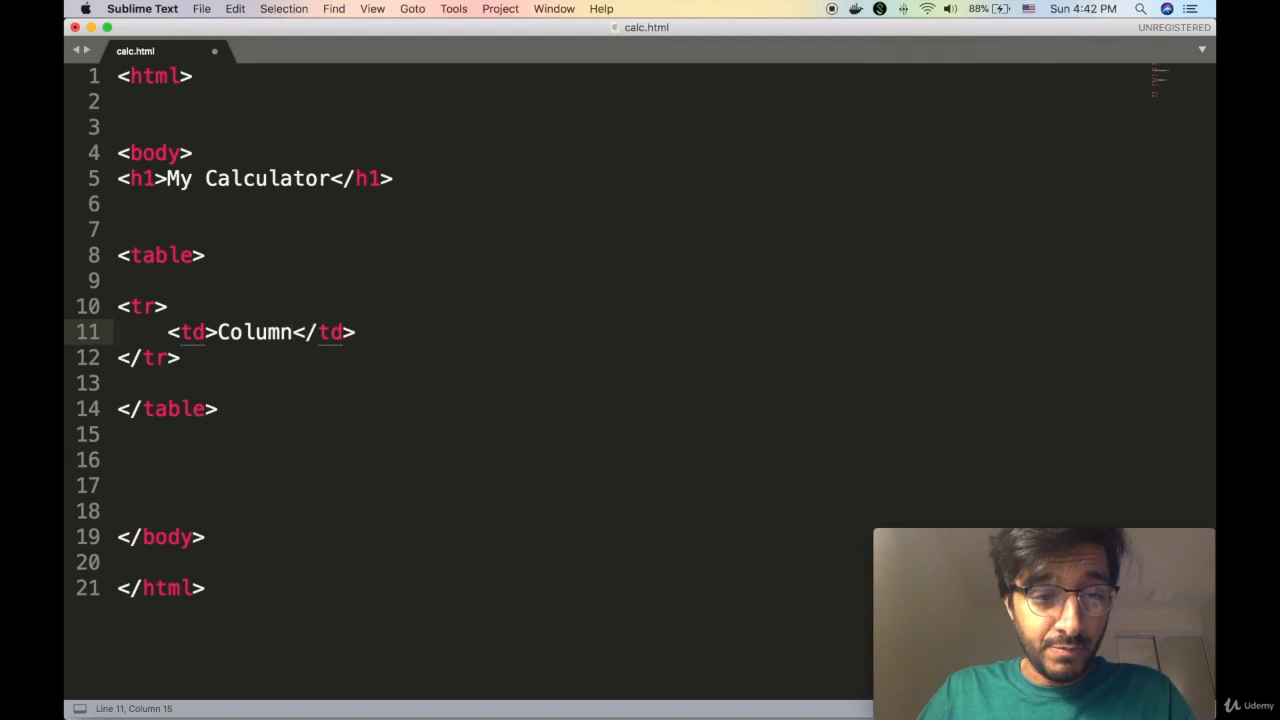 Sublime Text File Edit Selection Find View Goto Tools Project Window Help 88% Sun 4:42 PM
calc.html UNREGISTERED
calc.html
1 <html>
2
3
4 <body>
5 <h1>My Calculator</h1>
6
7
8 <table>
9
10 <tr>
11 <td>Column</td>
12 </tr>
13
14 </table>
15
16
17
18
19 </body>
20
21 </html>
Line 11, Column 15
Udemy